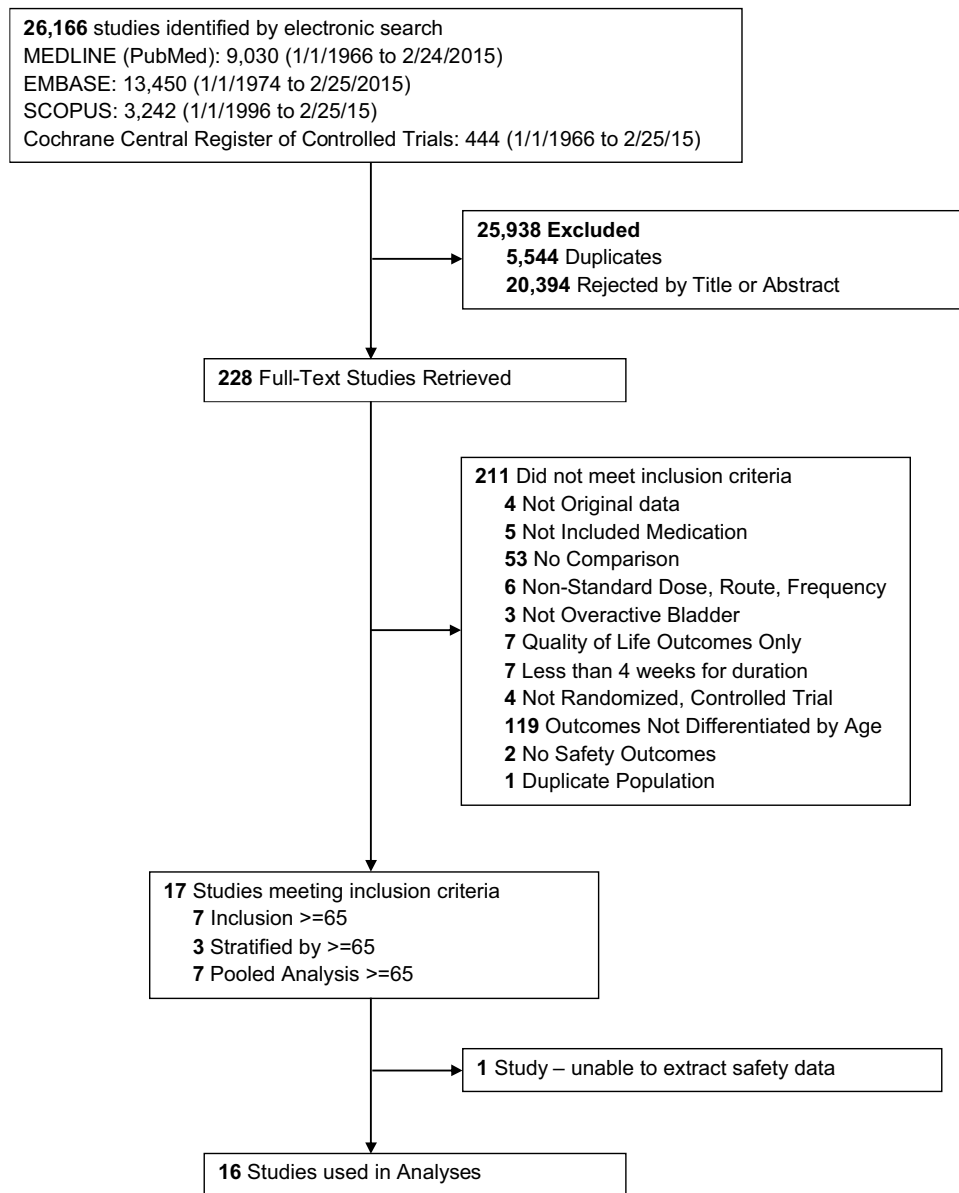 26,166 studies identified by electronic search
MEDLINE (PubMed): 9,030 (1/1/1966 to 2/24/2015)
EMBASE: 13,450 (1/1/1974 to 2/25/2015)
SCOPUS: 3,242 (1/1/1996 to 2/25/15)
Cochrane Central Register of Controlled Trials: 444 (1/1/1966 to 2/25/15)
25,938 Excluded
5,544 Duplicates
20,394 Rejected by Title or Abstract
228 Full-Text Studies Retrieved
211 Did not meet inclusion criteria
4 Not Original data
5 Not Included Medication
53 No Comparison
6 Non-Standard Dose, Route, Frequency
3 Not Overactive Bladder
7 Quality of Life Outcomes Only
7 Less than 4 weeks for duration
4 Not Randomized, Controlled Trial
119 Outcomes Not Differentiated by Age
2 No Safety Outcomes
1 Duplicate Population
17 Studies meeting inclusion criteria
7 Inclusion >=65
3 Stratified by >=65
7 Pooled Analysis >=65
1 Study – unable to extract safety data
16 Studies used in Analyses